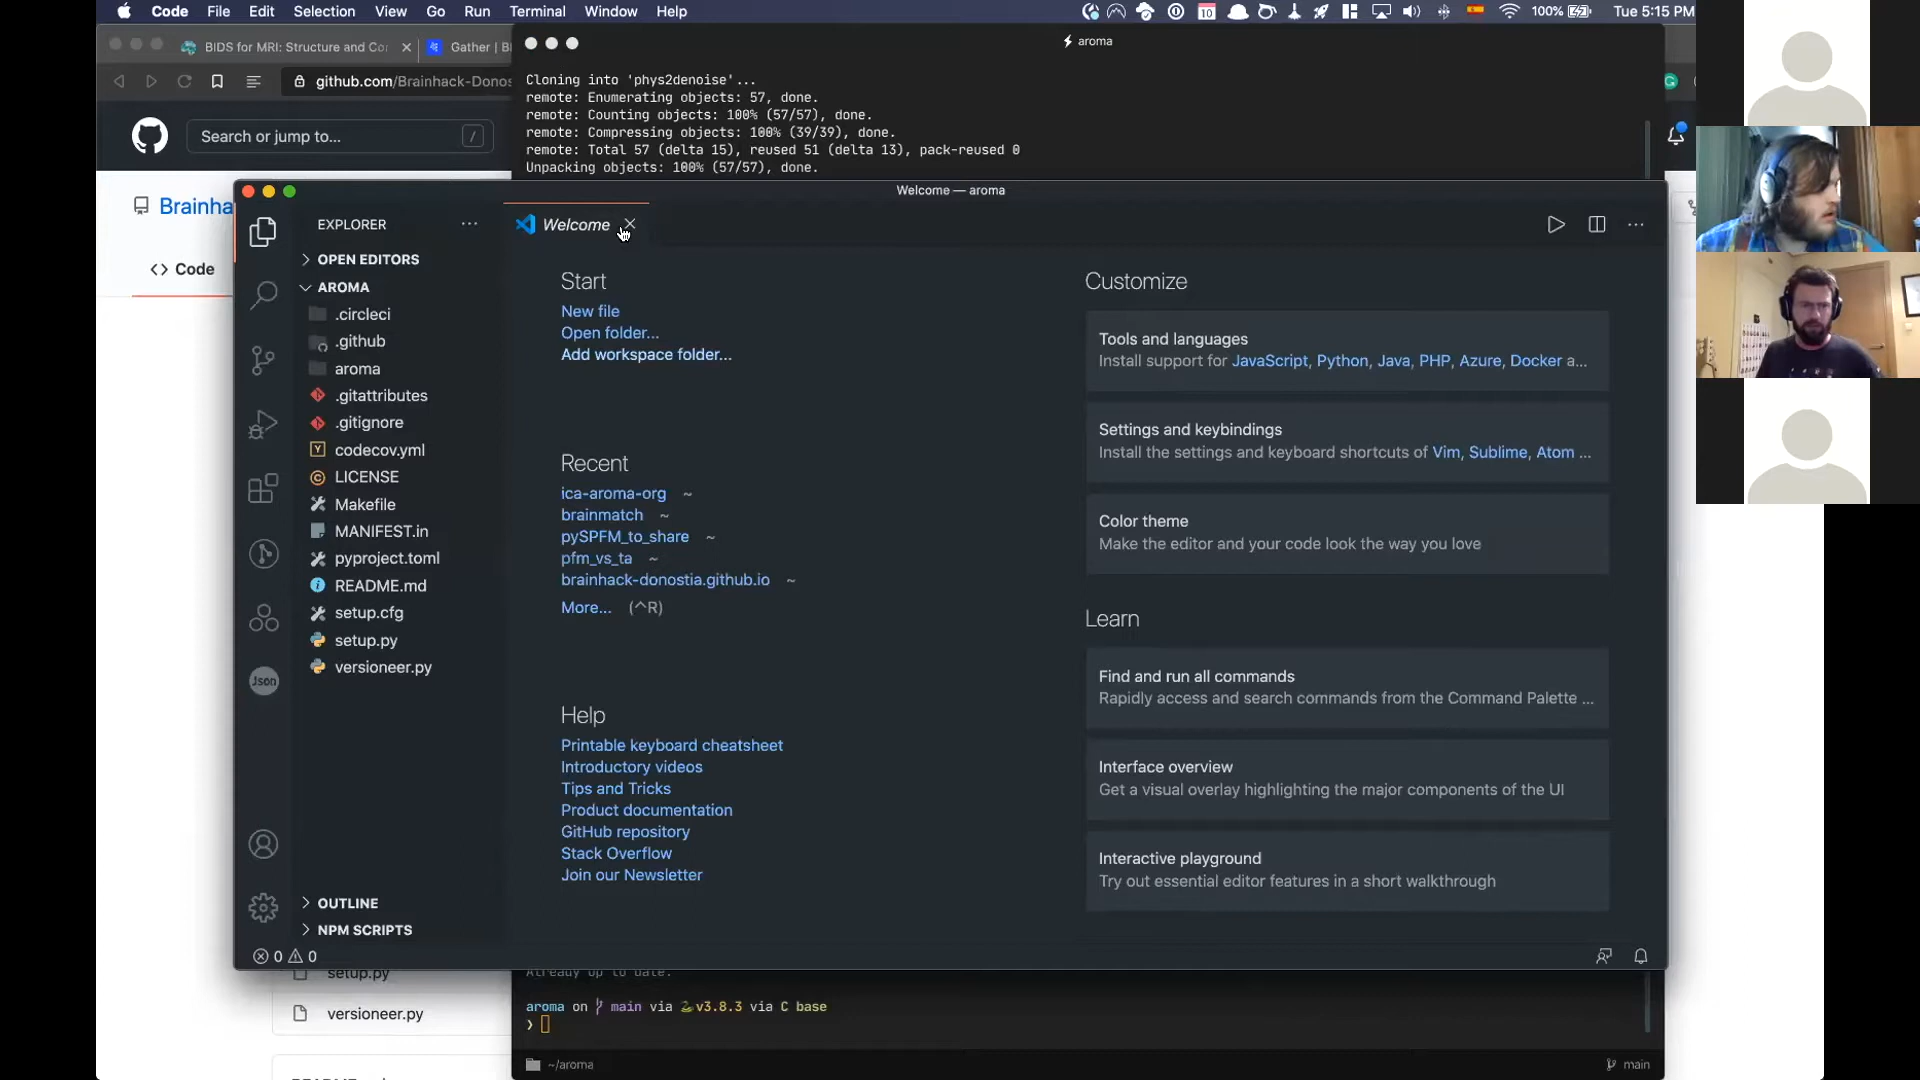 Code File Edit Selection View Go Run Terminal Window Help
10
100%
Tue 5:15 PM
BIDS for MRI: Structure and Co
Gather | B
github.com/Brainhack-Donos
Search or jump to... /
Brainha
<> Code
setup.py
versioneer.py
aroma
Cloning into 'phys2denoise'...
remote: Enumerating objects: 57, done.
remote: Counting objects: 100% (57/57), done.
remote: Compressing objects: 100% (39/39), done.
remote: Total 57 (delta 15), reused 51 (delta 13), pack-reused 0
Unpacking objects: 100% (57/57), done.
Welcome — aroma
EXPLORER ···
OPEN EDITORS
AROMA
.circleci
.github
aroma
.gitattributes
.gitignore
codecov.yml
LICENSE
Makefile
MANIFEST.in
pyproject.toml
README.md
setup.cfg
setup.py
versioneer.py
Json
OUTLINE
NPM SCRIPTS
0 0
Welcome
Start
New file
Open folder...
Add workspace folder...
Recent
ica-aroma-org ~
brainmatch ~
pySPFM_to_share ~
pfm_vs_ta ~
brainhack-donostia.github.io ~
More... (^R)
Help
Printable keyboard cheatsheet
Introductory videos
Tips and Tricks
Product documentation
GitHub repository
Stack Overflow
Join our Newsletter
Customize
Tools and languages
Install support for JavaScript, Python, Java, PHP, Azure, Docker a...
Settings and keybindings
Install the settings and keyboard shortcuts of Vim, Sublime, Atom ...
Color theme
Make the editor and your code look the way you love
Learn
Find and run all commands
Rapidly access and search commands from the Command Palette ...
Interface overview
Get a visual overlay highlighting the major components of the UI
Interactive playground
Try out essential editor features in a short walkthrough
Already up to date.
aroma on main via v3.8.3 via C base
❯
~/aroma
main